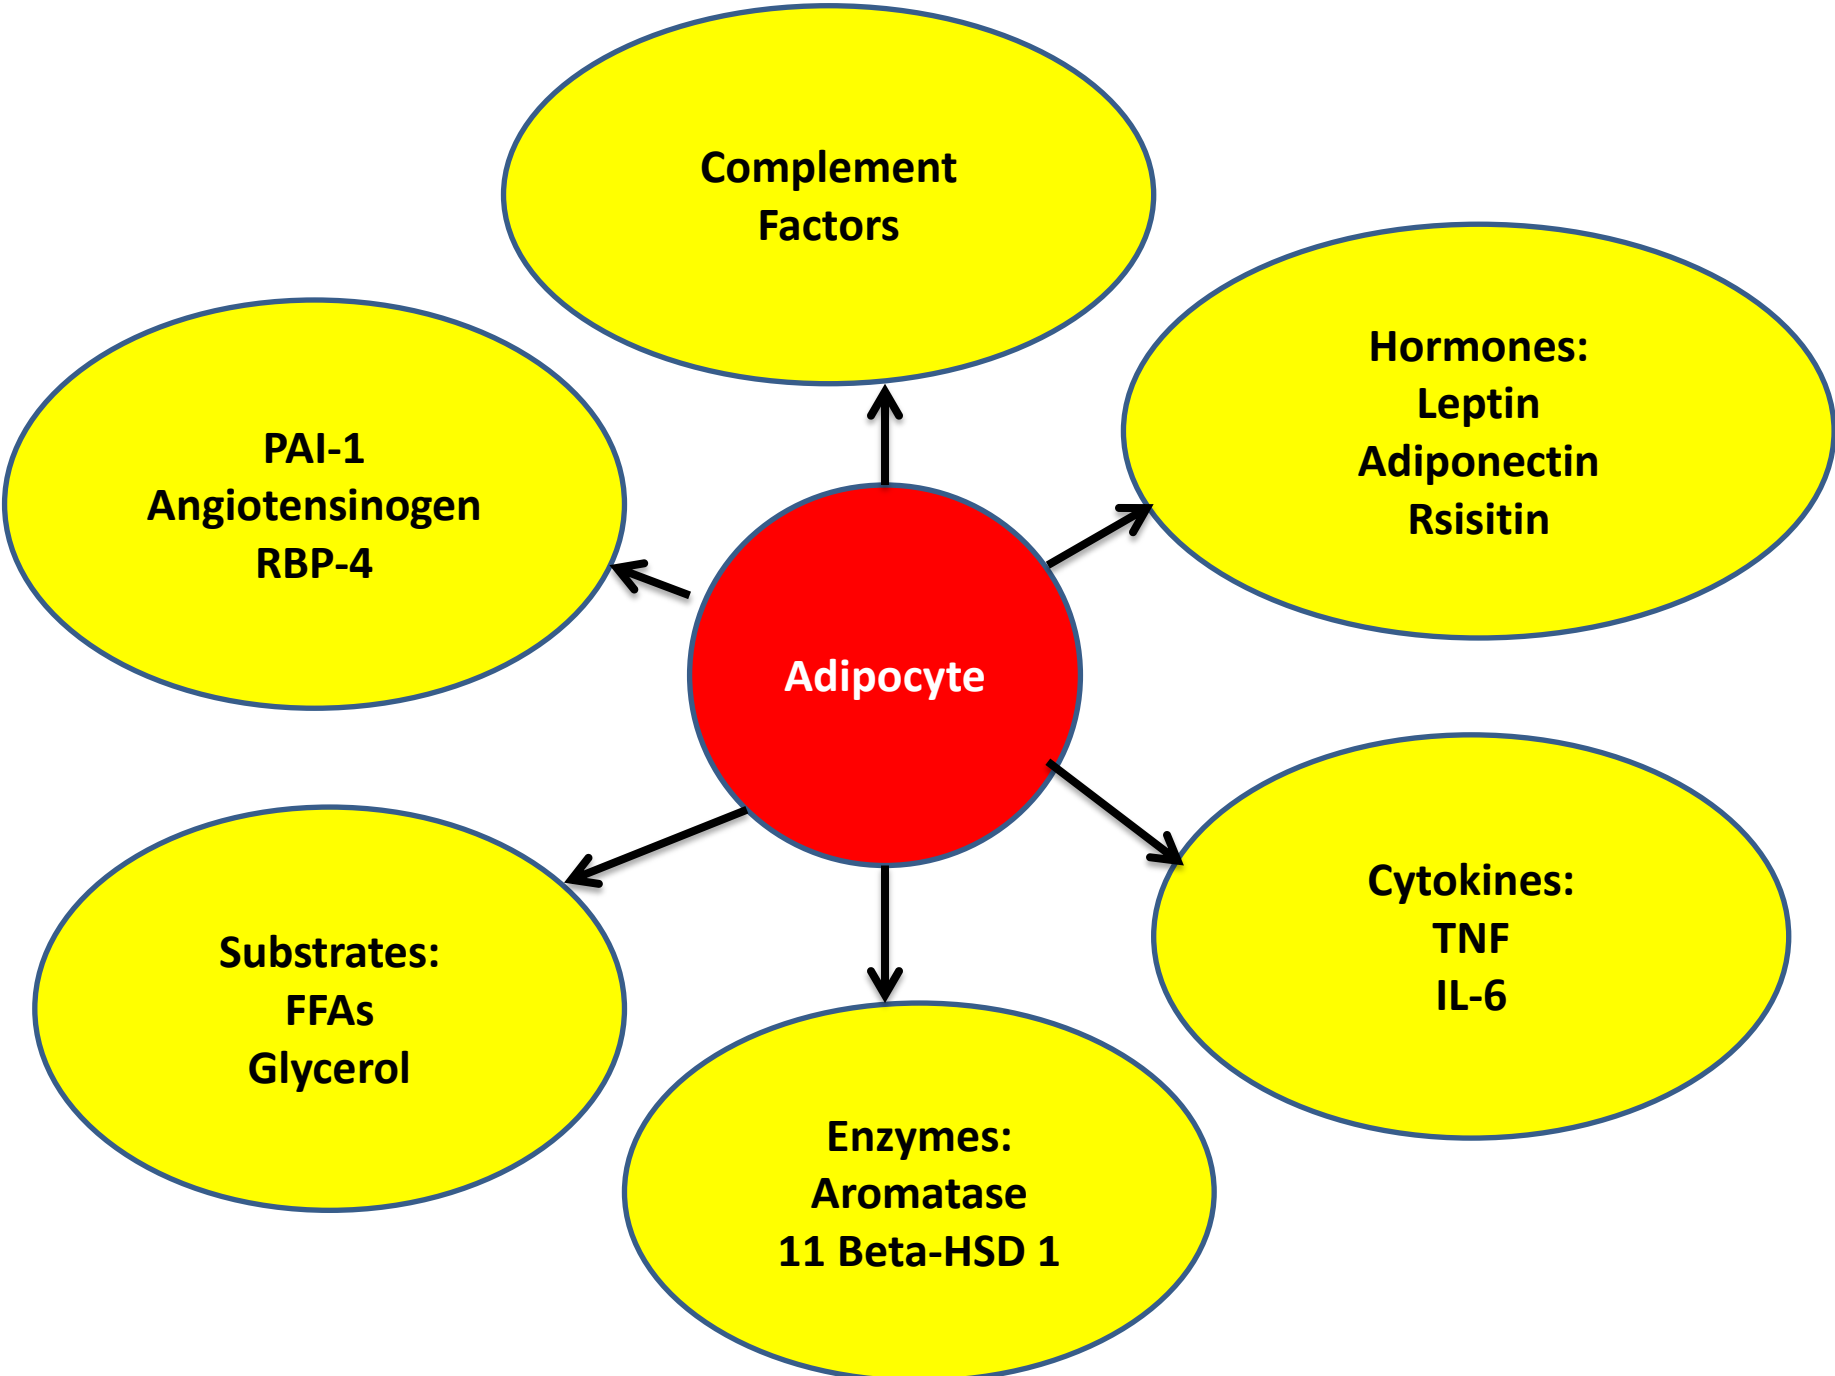 Complement
Factors
Hormones:
Leptin
Adiponectin
Rsisitin
PAI-1
Angiotensinogen
RBP-4
Adipocyte
Cytokines:
TNF
IL-6
Substrates:
FFAs
Glycerol
Enzymes:
Aromatase
11 Beta-HSD 1